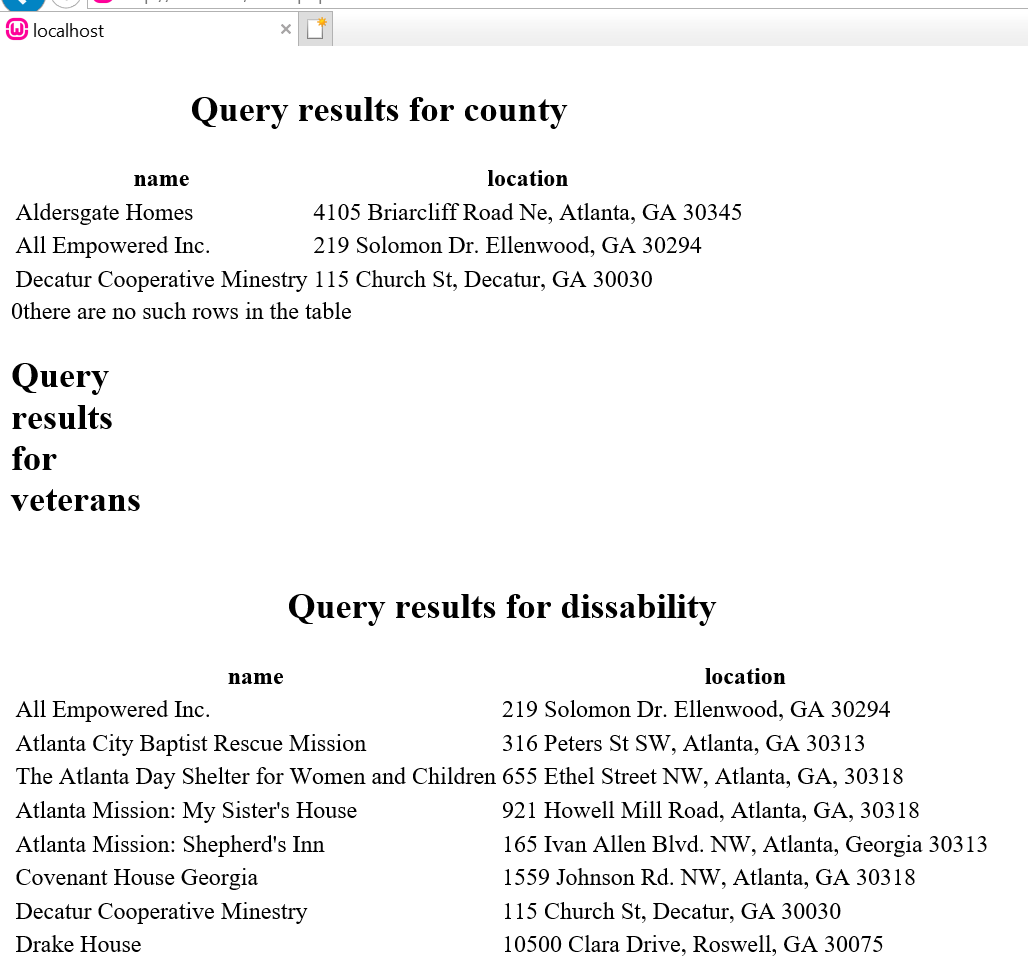 localhost
Query results for county
name location
Aldersgate Homes 4105 Briarcliff Road Ne, Atlanta, GA 30345
All Empowered Inc. 219 Solomon Dr. Ellenwood, GA 30294
Decatur Cooperative Minestry 115 Church St, Decatur, GA 30030
0there are no such rows in the table
Query
results
for
veterans
Query results for dissability
name location
All Empowered Inc. 219 Solomon Dr. Ellenwood, GA 30294
Atlanta City Baptist Rescue Mission 316 Peters St SW, Atlanta, GA 30313
The Atlanta Day Shelter for Women and Children 655 Ethel Street NW, Atlanta, GA, 30318
Atlanta Mission: My Sister's House 921 Howell Mill Road, Atlanta, GA, 30318
Atlanta Mission: Shepherd's Inn 165 Ivan Allen Blvd. NW, Atlanta, Georgia 30313
Covenant House Georgia 1559 Johnson Rd. NW, Atlanta, GA 30318
Decatur Cooperative Minestry 115 Church St, Decatur, GA 30030
Drake House 10500 Clara Drive, Roswell, GA 30075